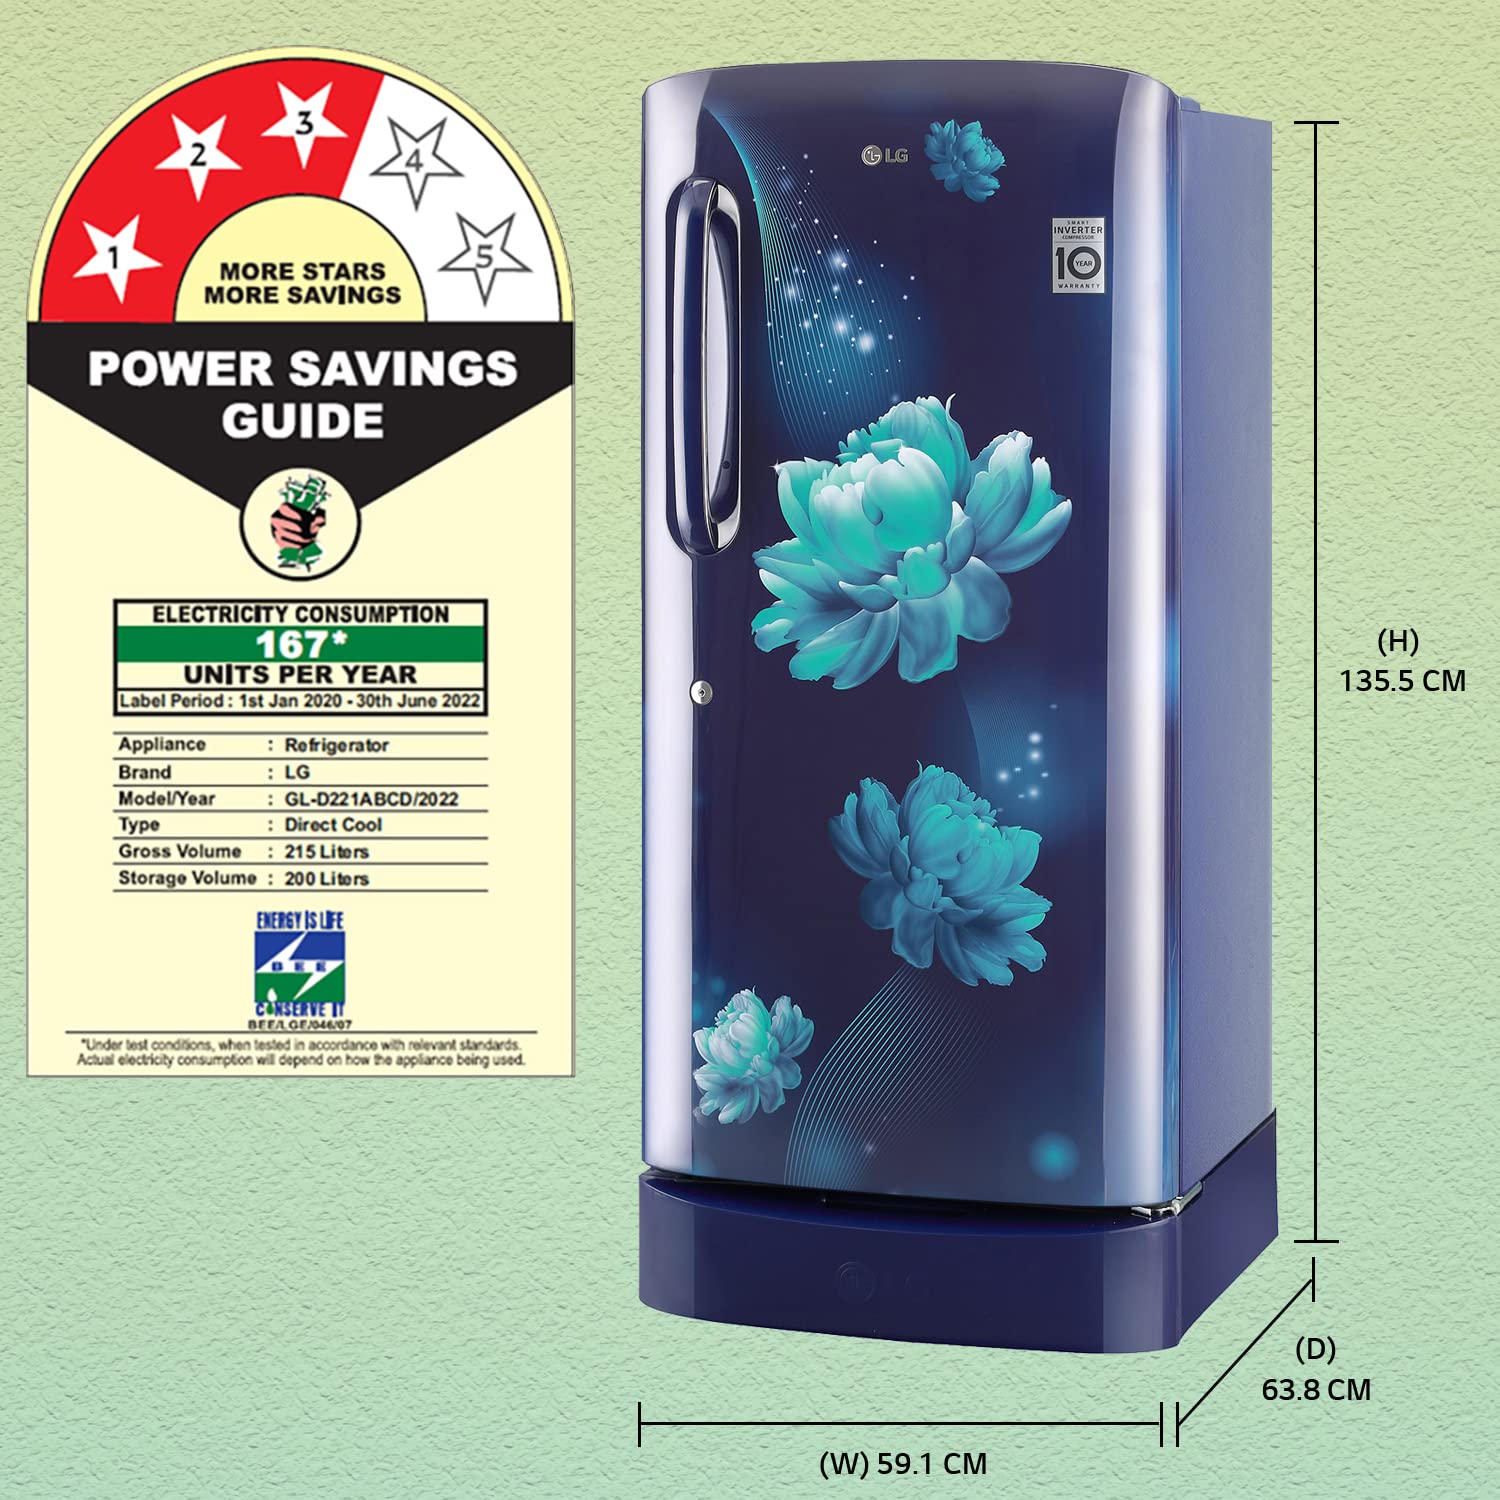 1
2
3
4
5
MORE STARS
MORE SAVINGS
POWER SAVINGS
GUIDE
ELECTRICITY CONSUMPTION
167*
UNITS PER YEAR
Label Period : 1st Jan 2020 - 30th June 2022
Appliance : Refrigerator
Brand : LG
Model/Year : GL-D221ABCD/2022
Type : Direct Cool
Gross Volume : 215 Liters
Storage Volume : 200 Liters
ENERGY IS LIFE
BEE
CONSERVE IT
BEE/LGE/046/07
*Under test conditions, when tested in accordance with relevant standards.
Actual electricity consumption will depend on how the appliance being used.
LG
SMART
INVERTER
COMPRESSOR
10 YEAR
WARRANTY
(H)
135.5 CM
(D)
63.8 CM
(W) 59.1 CM